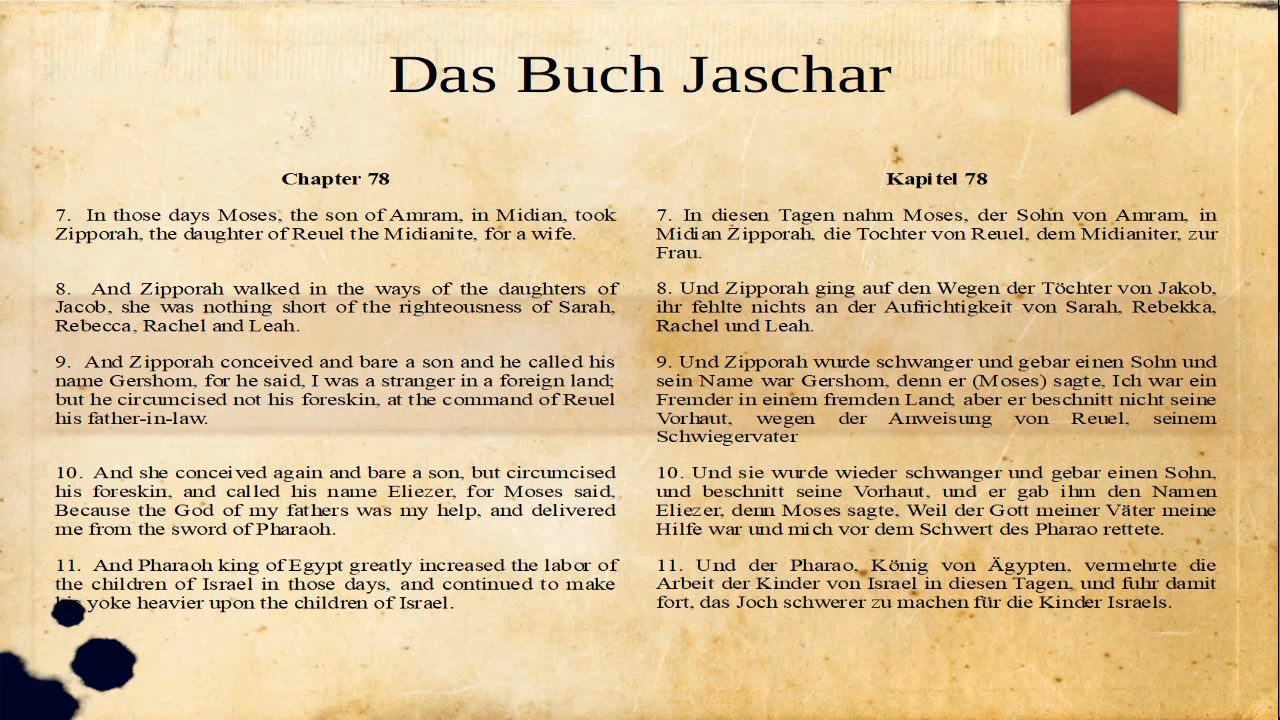 Das Buch Jaschar
Chapter 78
7. In those days Moses, the son of Amram, in Midian, took
Zipporah, the daughter of Reuel the Midianite, for a wife.
8. And Zipporah walked in the ways of the daughters of
Jacob, she was nothing short of the righteousness of Sarah,
Rebecca, Rachel and Leah.
9. And Zipporah conceived and bare a son and he called his
name Gershom, for he said, I was a stranger in a foreign land;
but he circumcised not his foreskin, at the command of Reuel
his father-in-law.
10. And she conceived again and bare a son, but circumcised
his foreskin, and called his name Eliezer, for Moses said,
Because the God of my fathers was my help, and delivered
me from the sword of Pharaoh.
11. And Pharaoh king of Egypt greatly increased the labor of
the children of Israel in those days, and continued to make
yoke heavier upon the children of Israel.
Kapitel 78
7. In diesen Tagen nahm Moses, der Sohn von Amram, in
Midian Zipporah, die Tochter von Reuel, dem Midianiter, zur
Frau.
8. Und Zipporah ging auf den Wegen der Töchter von Jakob,
ihr fehlte nichts an der Aufrichtigkeit von Sarah, Rebekka,
Rachel und Leah.
9. Und Zipporah wurde schwanger und gebar einen Sohn und
sein Name war Gershom, denn er (Moses) sagte, Ich war ein
Fremder in einem fremden Land; aber er beschnitt nicht seine
Vorhaut, wegen der Anweisung von Reuel, seinem
Schwiegervater
10. Und sie wurde wieder schwanger und gebar einen Sohn,
und beschnitt seine Vorhaut, und er gab ihm den Namen
Eliezer, denn Moses sagte, Weil der Gott meiner Väter meine
Hilfe war und mich vor dem Schwert des Pharao rettete.
11. Und der Pharao, König von Ägypten, vermehrte die
Arbeit der Kinder von Israel in diesen Tagen, und fuhr damit
fort, das Joch schwerer zu machen für die Kinder Israels.